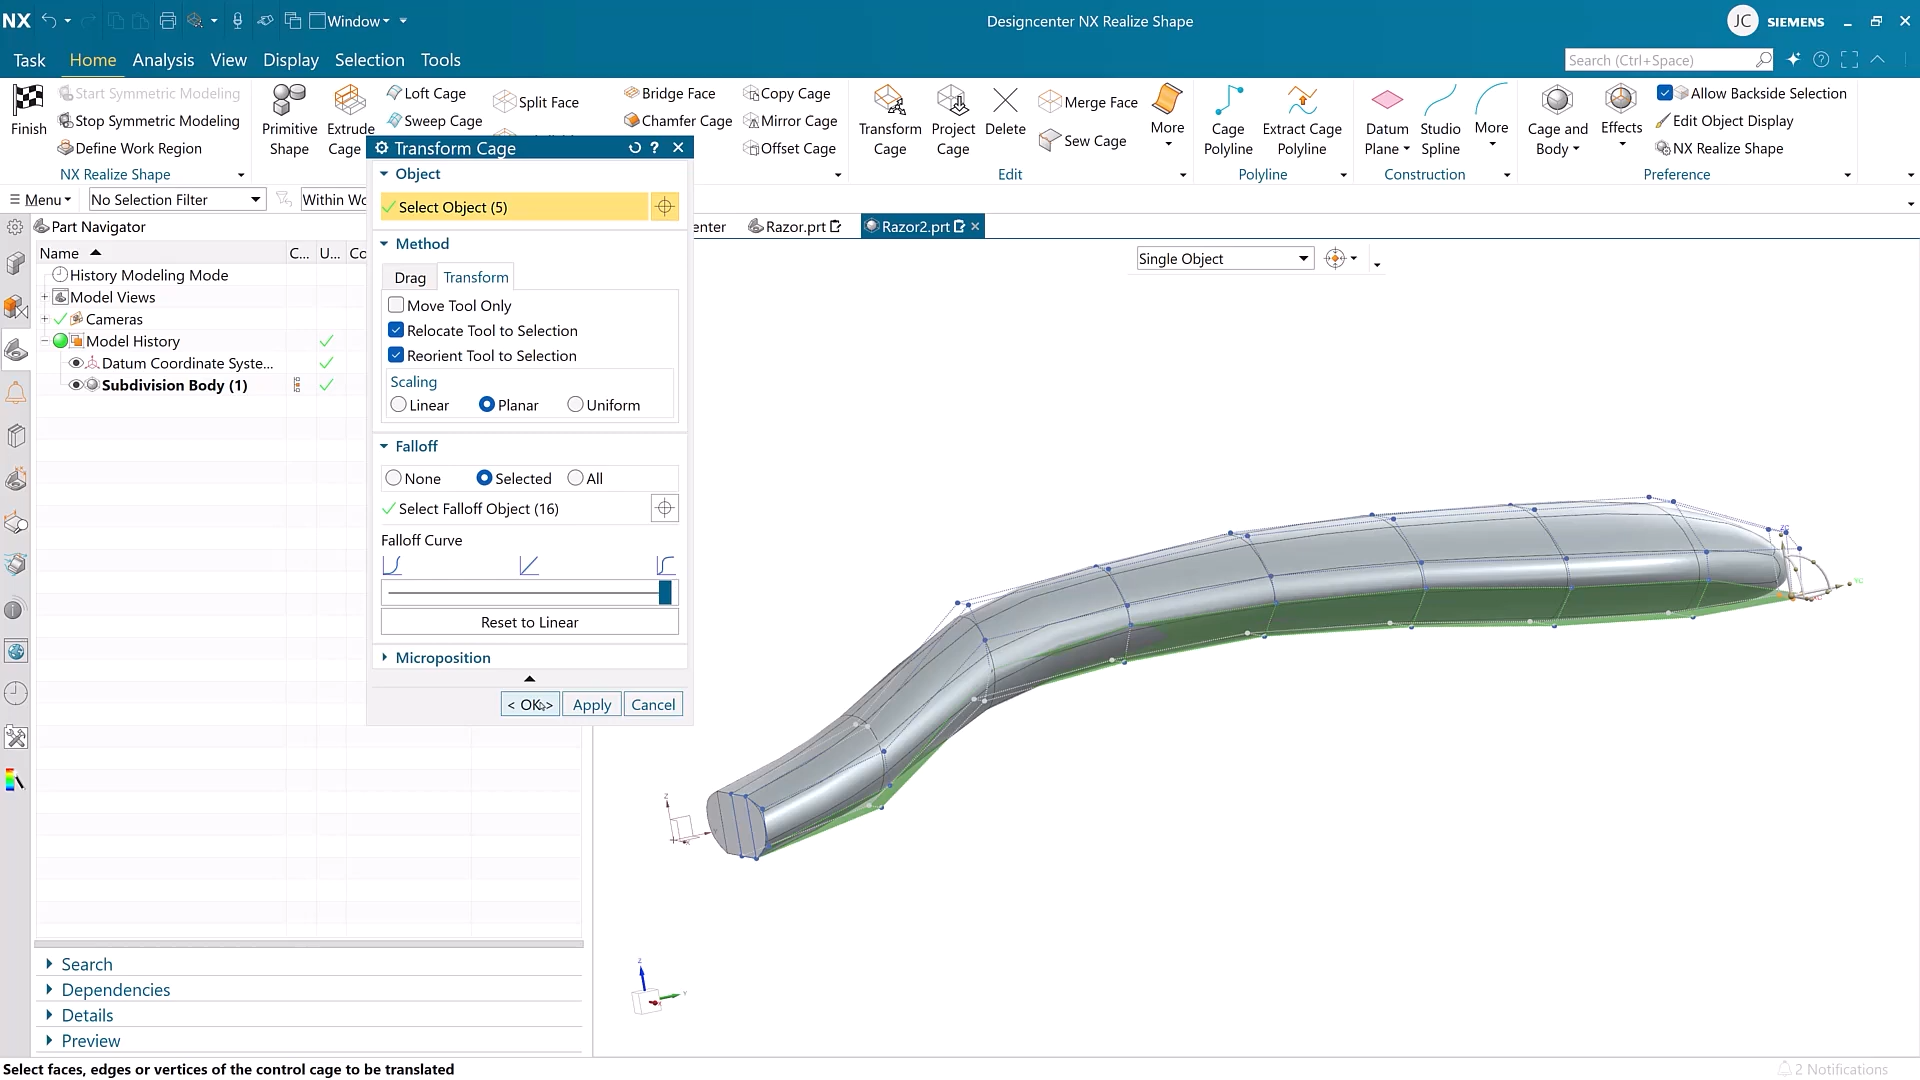 NX
Window
Designcenter NX Realize Shape
JC
SIEMENS
Task
Home
Analysis
View
Display
Selection
Tools
Search (Ctrl+Space)
Finish
Start Symmetric Modeling
Stop Symmetric Modeling
Define Work Region
NX Realize Shape
Primitive Shape
Extrude Cage
Loft Cage
Sweep Cage
Split Face
Bridge Face
Chamfer Cage
Copy Cage
Mirror Cage
Offset Cage
Transform Cage
Project Cage
Delete
Merge Face
Sew Cage
More
Edit
Cage Polyline
Extract Cage Polyline
Polyline
Datum Plane
Studio Spline
More
Construction
Cage and Body
Effects
Allow Backside Selection
Edit Object Display
NX Realize Shape
Preference
Menu
No Selection Filter
Within Wo
Part Navigator
Name
C...
U...
Co
History Modeling Mode
Model Views
Cameras
Model History
Datum Coordinate Syste...
Subdivision Body (1)
Search
Dependencies
Details
Preview
Transform Cage
?
Object
Select Object (5)
Method
Drag
Transform
Move Tool Only
Relocate Tool to Selection
Reorient Tool to Selection
Scaling
Linear
Planar
Uniform
Falloff
None
Selected
All
Select Falloff Object (16)
Falloff Curve
Reset to Linear
Microposition
< OK >
Apply
Cancel
enter
Razor.prt
Razor2.prt
Single Object
ZC
YC
Z
Z
Y
Select faces, edges or vertices of the control cage to be translated
2 Notifications